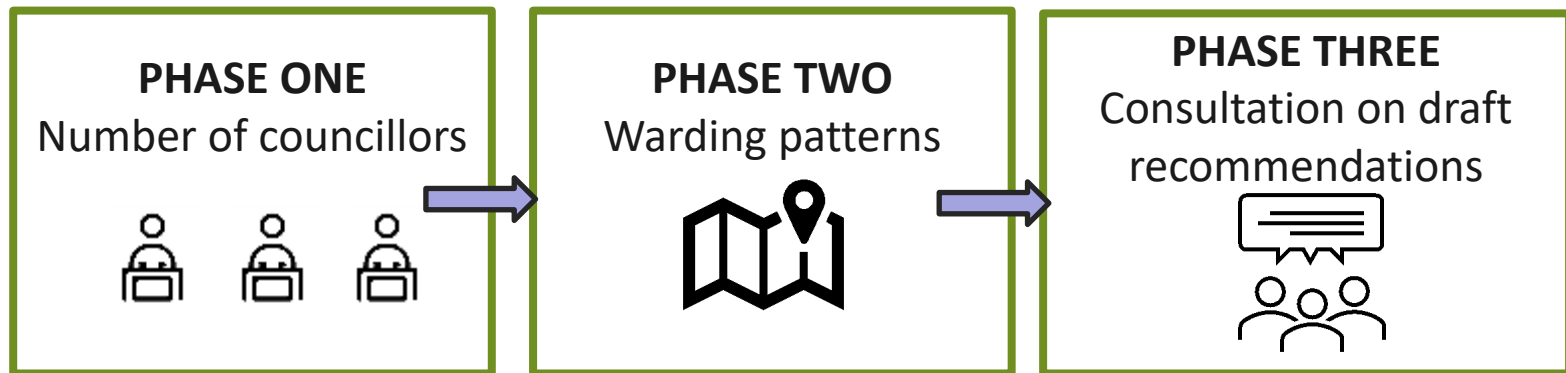 PHASE ONE
Number of councillors
PHASE TWO
Warding patterns
PHASE THREE
Consultation on draft
recommendations